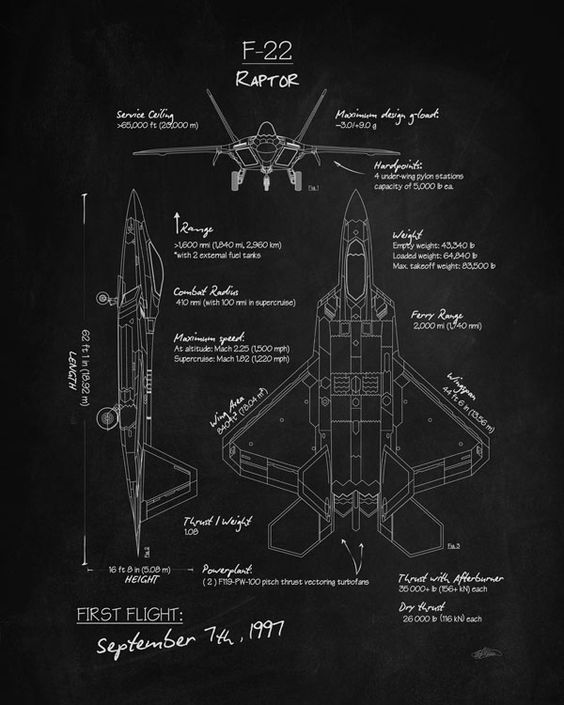 F-22
RAPTOR
Service Ceiling
>65,000 ft (20,000 m)
Maximum design g-load:
-3.0/+9.0 g
Hardpoints:
4 under-wing pylon stations
capacity of 5,000 lb ea.
Fig. 1
Range
>1,600 nmi (1,840 mi, 2,960 km)
*with 2 external fuel tanks
Weight
Empty weight: 43,340 lb
Loaded weight: 64,840 lb
Max. takeoff weight: 83,500 lb
Combat Radius
410 nmi (with 100 nmi in supercruise)
Ferry Range
2,000 mi (1,740 nmi)
Maximum speed:
At altitude: Mach 2.25 (1,500 mph)
Supercruise: Mach 1.82 (1,220 mph)
62 ft 1 in (18.92 m)
LENGTH
Wing Area
840 ft² (78.04 m²)
Wingspan
44 ft 6 in (13.56 m)
Thrust / Weight
1.08
Fig. 2
Fig. 3
16 ft 8 in (5.08 m)
HEIGHT
Powerplant:
( 2 ) F119-PW-100 pitch thrust vectoring turbofans
Thrust with Afterburner
35 000+ lb (156+ kN) each
Dry thrust
26 000 lb (116 kN) each
FIRST FLIGHT:
September 7th, 1997